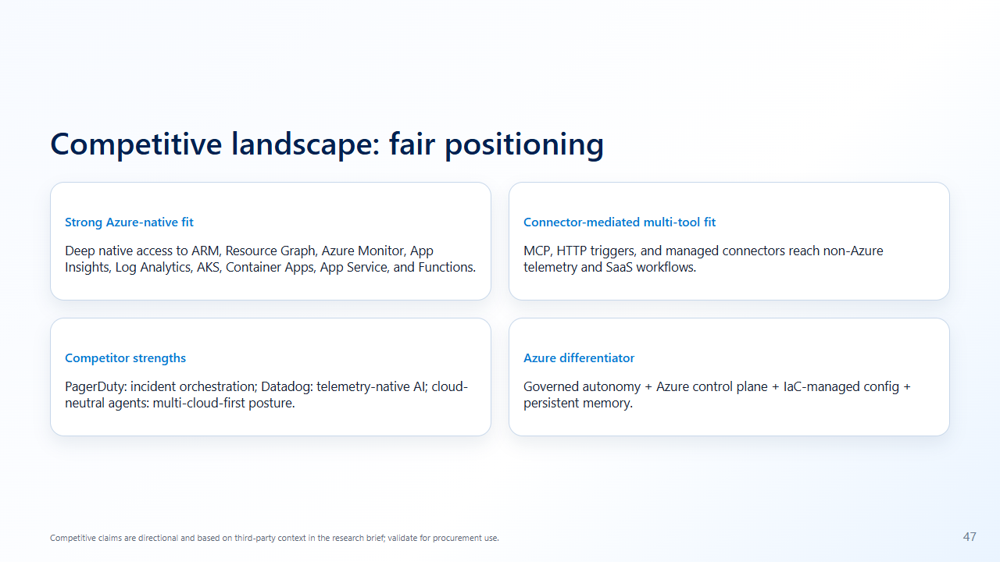 Competitive landscape: fair positioning
Strong Azure-native fit
Deep native access to ARM, Resource Graph, Azure Monitor, App
Insights, Log Analytics, AKS, Container Apps, App Service, and Functions.
Connector-mediated multi-tool fit
MCP, HTTP triggers, and managed connectors reach non-Azure
telemetry and SaaS workflows.
Competitor strengths
PagerDuty: incident orchestration; Datadog: telemetry-native AI; cloud-
neutral agents: multi-cloud-first posture.
Azure differentiator
Governed autonomy + Azure control plane + IaC-managed config +
persistent memory.
Competitive claims are directional and based on third-party context in the research brief; validate for procurement use.
47